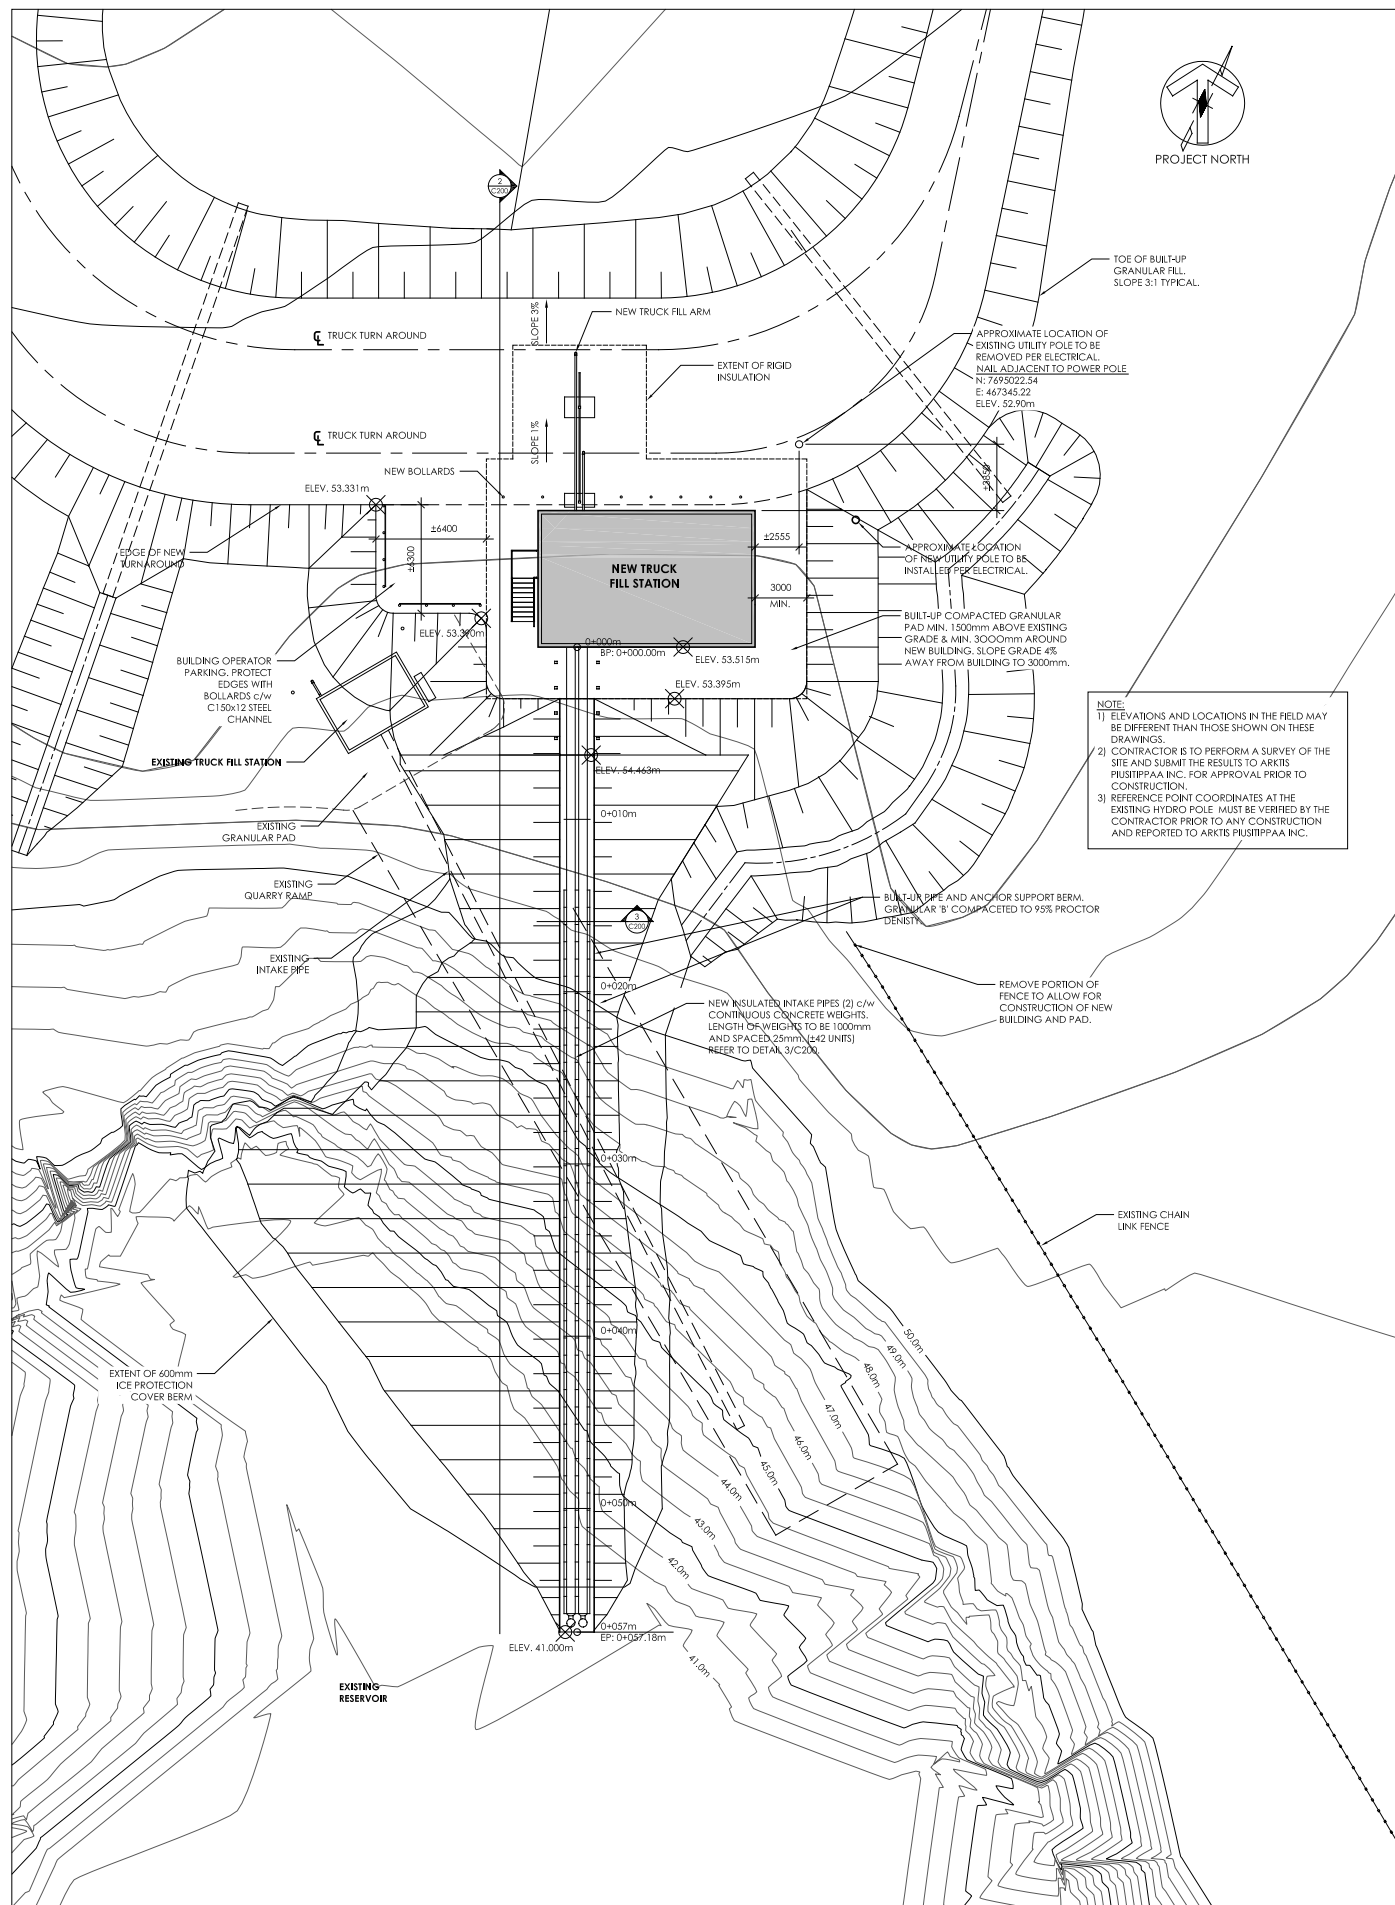 PROJECT NORTH
2
C200
TOE OF BUILT-UP
GRANULAR FILL.
SLOPE 3:1 TYPICAL.
SLOPE 3%
NEW TRUCK FILL ARM
℄ TRUCK TURN AROUND
APPROXIMATE LOCATION OF
EXISTING UTILITY POLE TO BE
REMOVED PER ELECTRICAL.
NAIL ADJACENT TO POWER POLE
N: 7695022.54
E: 467345.22
ELEV. 52.90m
EXTENT OF RIGID
INSULATION
℄ TRUCK TURN AROUND
SLOPE 1%
NEW BOLLARDS
ELEV. 53.331m
±3850
±6400
±6300
±2555
EDGE OF NEW
TURNAROUND
APPROXIMATE LOCATION
OF NEW UTILITY POLE TO BE
INSTALLED PER ELECTRICAL.
NEW TRUCK
FILL STATION
3000
MIN.
BUILT-UP COMPACTED GRANULAR
PAD MIN. 1500mm ABOVE EXISTING
GRADE & MIN. 3000mm AROUND
NEW BUILDING. SLOPE GRADE 4%
AWAY FROM BUILDING TO 3000mm.
ELEV. 53.390m
0+000m
BP: 0+000.00m
ELEV. 53.515m
BUILDING OPERATOR
PARKING. PROTECT
EDGES WITH
BOLLARDS c/w
C150x12 STEEL
CHANNEL
ELEV. 53.395m
NOTE:
1) ELEVATIONS AND LOCATIONS IN THE FIELD MAY
BE DIFFERENT THAN THOSE SHOWN ON THESE
DRAWINGS.
2) CONTRACTOR IS TO PERFORM A SURVEY OF THE
SITE AND SUBMIT THE RESULTS TO ARKTIS
PIUSITIPPAA INC. FOR APPROVAL PRIOR TO
CONSTRUCTION.
3) REFERENCE POINT COORDINATES AT THE
EXISTING HYDRO POLE MUST BE VERIFIED BY THE
CONTRACTOR PRIOR TO ANY CONSTRUCTION
AND REPORTED TO ARKTIS PIUSITIPPAA INC.
EXISTING TRUCK FILL STATION
ELEV. 54.463m
0+010m
EXISTING
GRANULAR PAD
EXISTING
QUARRY RAMP
BUILT-UP PIPE AND ANCHOR SUPPORT BERM.
GRANULAR 'B' COMPACETED TO 95% PROCTOR
DENISTY.
3
C200
EXISTING
INTAKE PIPE
0+020m
REMOVE PORTION OF
FENCE TO ALLOW FOR
CONSTRUCTION OF NEW
BUILDING AND PAD.
NEW INSULATED INTAKE PIPES (2) c/w
CONTINUOUS CONCRETE WEIGHTS.
LENGTH OF WEIGHTS TO BE 1000mm
AND SPACED 25mm. (±42 UNITS)
REFER TO DETAIL 3/C200.
0+030m
EXISTING CHAIN
LINK FENCE
0+040m
50.0m
49.0m
48.0m
47.0m
46.0m
45.0m
44.0m
43.0m
42.0m
41.0m
EXTENT OF 600mm
ICE PROTECTION
COVER BERM
0+050m
0+057m
EP: 0+057.18m
ELEV. 41.000m
EXISTING
RESERVOIR